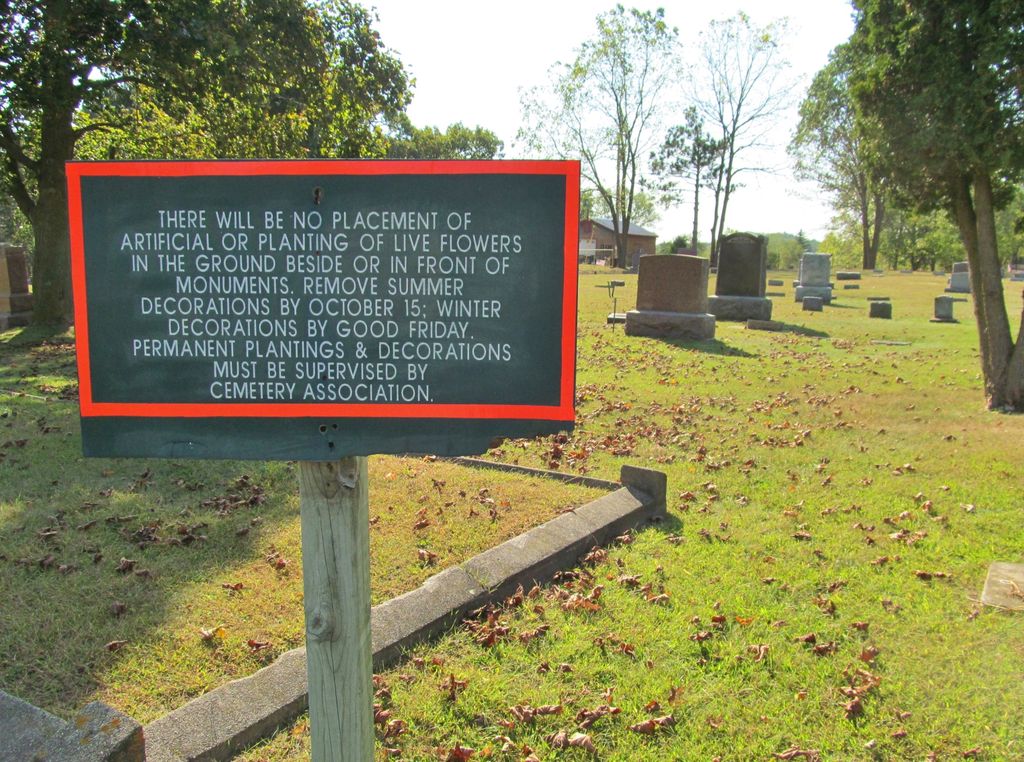 THERE WILL BE NO PLACEMENT OF
ARTIFICIAL OR PLANTING OF LIVE FLOWERS
IN THE GROUND BESIDE OR IN FRONT OF
MONUMENTS. REMOVE SUMMER
DECORATIONS BY OCTOBER 15; WINTER
DECORATIONS BY GOOD FRIDAY.
PERMANENT PLANTINGS & DECORATIONS
MUST BE SUPERVISED BY
CEMETERY ASSOCIATION.